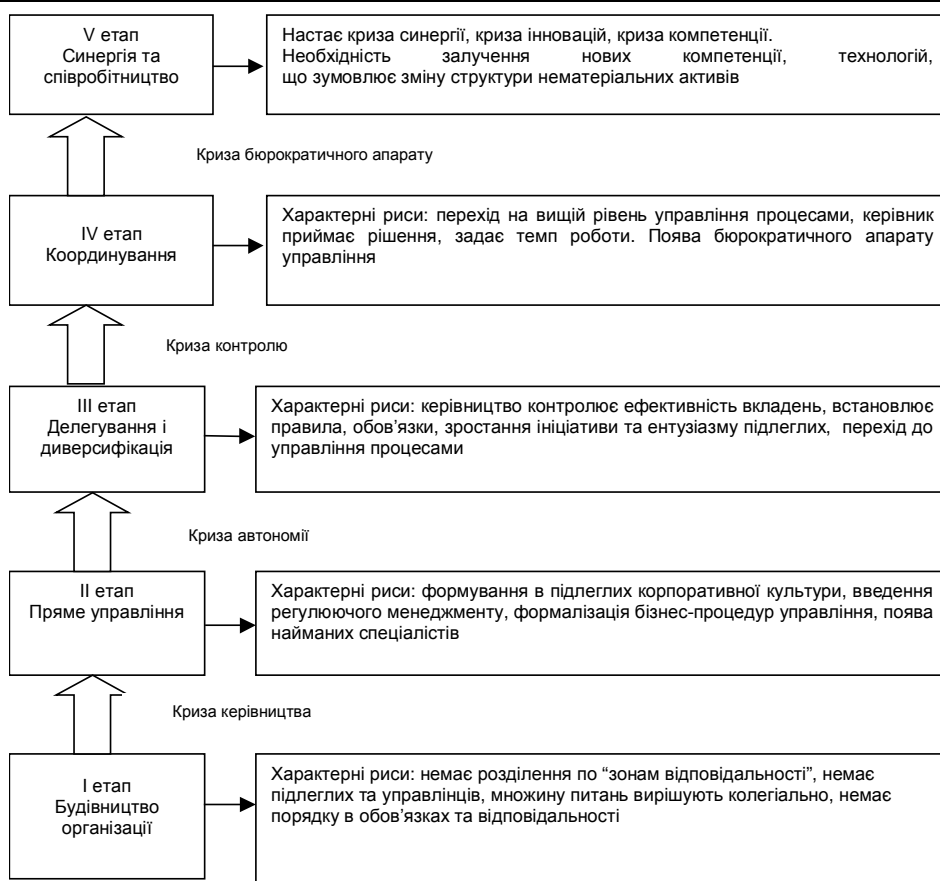 V етап
Синергія та
співробітництво
Настає криза синергії, криза інновацій, криза компетенції.
Необхідність залучення нових компетенції, технологій,
що зумовлює зміну структури нематеріальних активів
Криза бюрократичного апарату
IV етап
Координування
Характерні риси: перехід на вищій рівень управління процесами, керівник
приймає рішення, задає темп роботи. Поява бюрократичного апарату
управління
Криза контролю
III етап
Делегування і
диверсифікація
Характерні риси: керівництво контролює ефективність вкладень, встановлює
правила, обов’язки, зростання ініціативи та ентузіазму підлеглих, перехід до
управління процесами
Криза автономії
II етап
Пряме управління
Характерні риси: формування в підлеглих корпоративної культури, введення
регулюючого менеджменту, формалізація бізнес-процедур управління, поява
найманих спеціалістів
Криза керівництва
I етап
Будівництво
організації
Характерні риси: немає розділення по “зонам відповідальності”, немає
підлеглих та управлінців, множину питань вирішують колегіально, немає
порядку в обов’язках та відповідальності